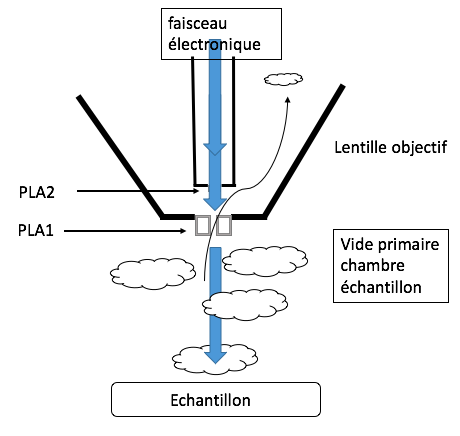 faisceau
électronique
Lentille objectif
PLA2
PLA1
Vide primaire
chambre
échantillon
Echantillon